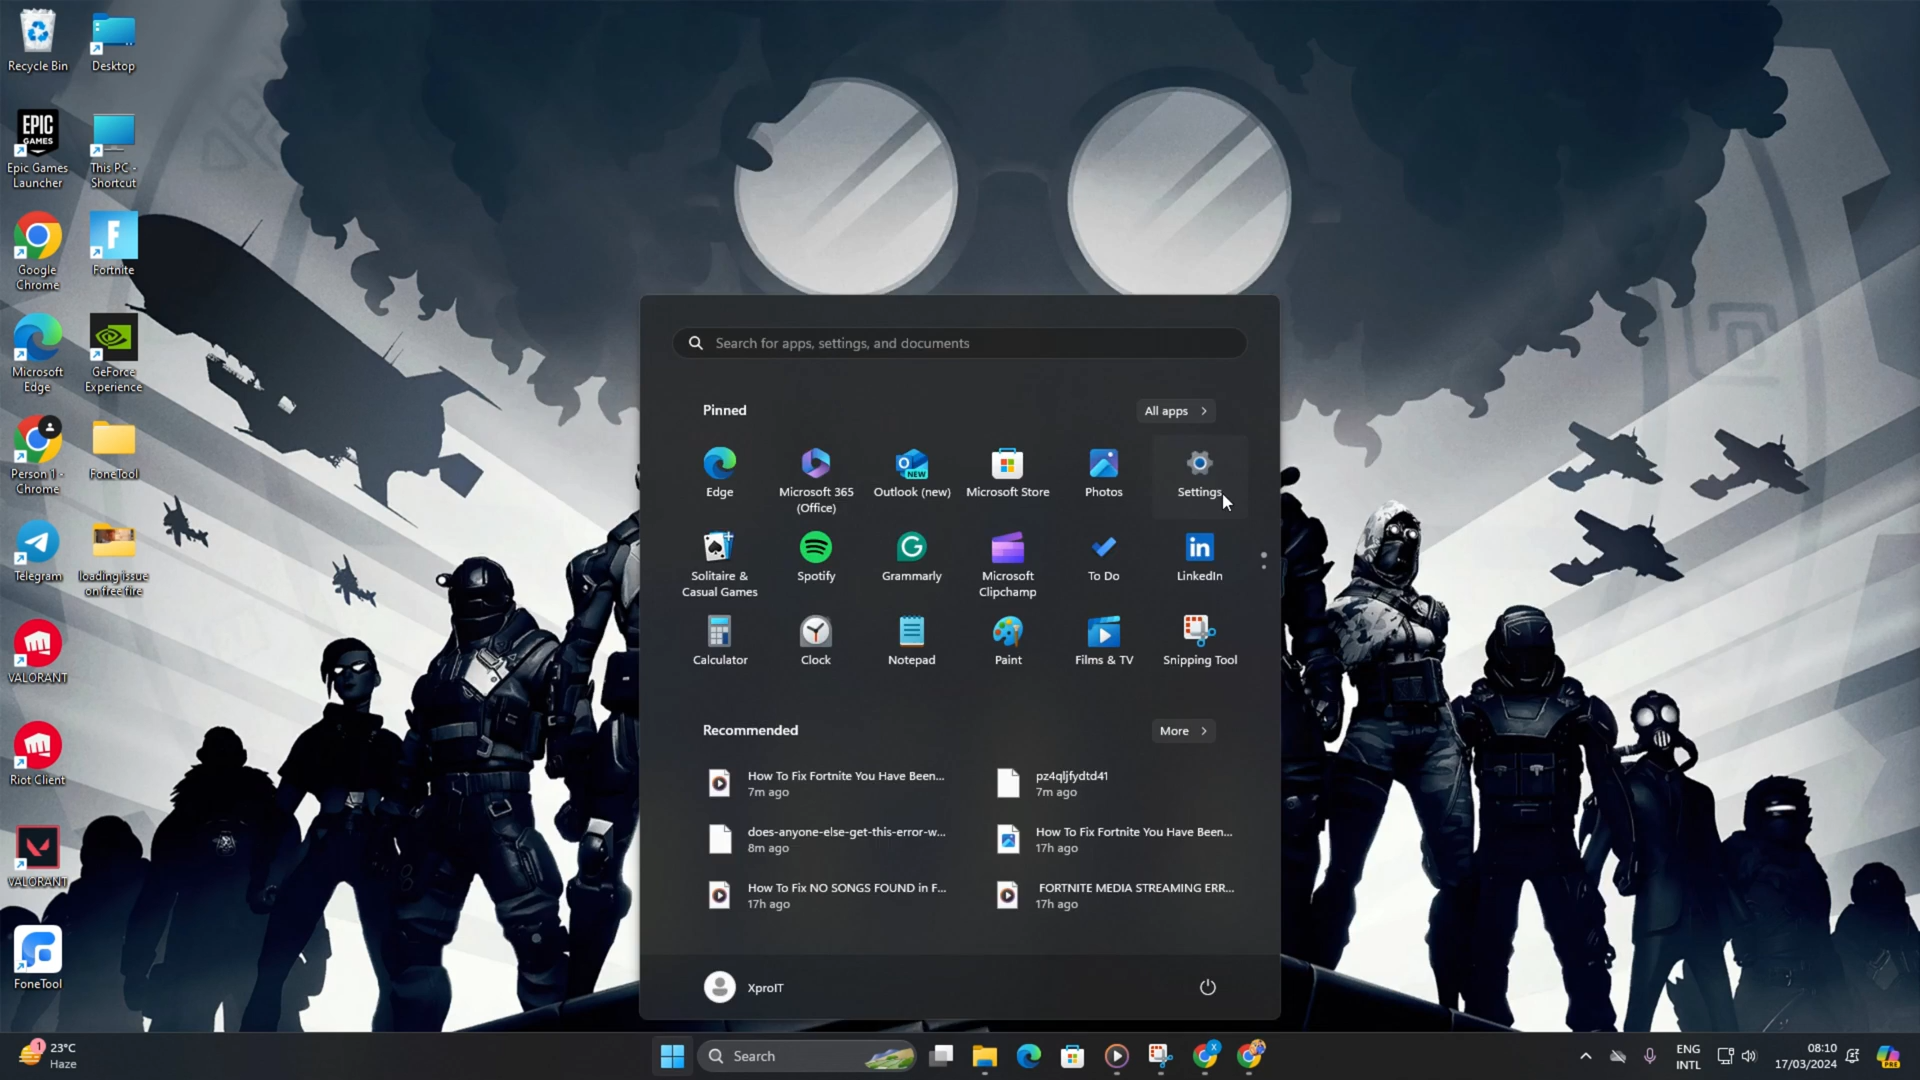 Recycle Bin
Desktop
EPIC
GAMES
Epic Games
Launcher
This PC -
Shortcut
Google
Chrome
F
Fortnite
Microsoft
Edge
GeForce
Experience
Person 1 -
Chrome
FoneTool
Telegram
loading issue
on free fire
VALORANT
Riot Client
VALORANT
FoneTool
Search for apps, settings, and documents
Pinned
All apps
Edge
Microsoft 365
(Office)
NEW
Outlook (new)
Microsoft Store
Photos
Settings
Solitaire &
Casual Games
Spotify
Grammarly
Microsoft
Clipchamp
To Do
in
LinkedIn
Calculator
Clock
Notepad
Paint
Films & TV
Snipping Tool
Recommended
More
How To Fix Fortnite You Have Been...
7m ago
pz4qljfydtd41
7m ago
does-anyone-else-get-this-error-w...
8m ago
How To Fix Fortnite You Have Been...
17h ago
How To Fix NO SONGS FOUND in F...
17h ago
FORTNITE MEDIA STREAMING ERR...
17h ago
XproIT
1
23°C
Haze
Search
X
ENG
INTL
08:10
17/03/2024
PRE